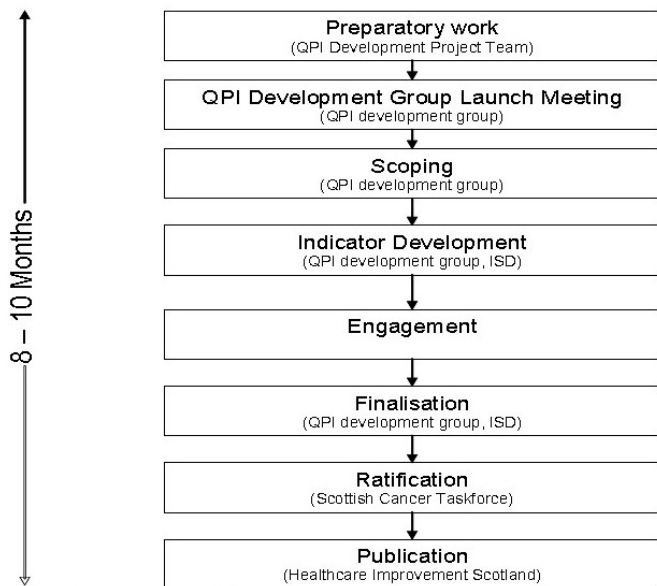 Preparatory work
(QPI Development Project Team)
QPI Development Group Launch Meeting
(QPI development group)
Scoping
(QPI development group)
Indicator Development
(QPI development group, ISD)
Engagement
Finalisation
(QPI development group, ISD)
Ratification
(Scottish Cancer Taskforce)
Publication
(Healthcare Improvement Scotland)
8 – 10 Months